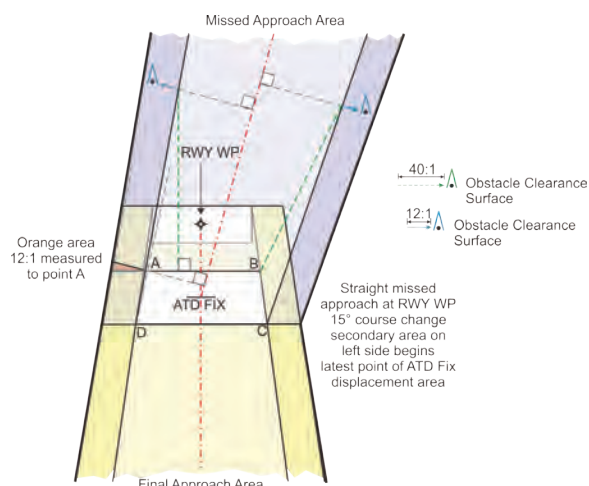 Missed Approach Area
RWY WP
40:1
Obstacle Clearance
Surface
12:1
Obstacle Clearance
Surface
Orange area
12:1 measured
to point A
A
B
ATD FIX
Straight missed
approach at RWY WP
15° course change
secondary area on
left side begins
latest point of ATD Fix
displacement area
D
C
Final Approach Area